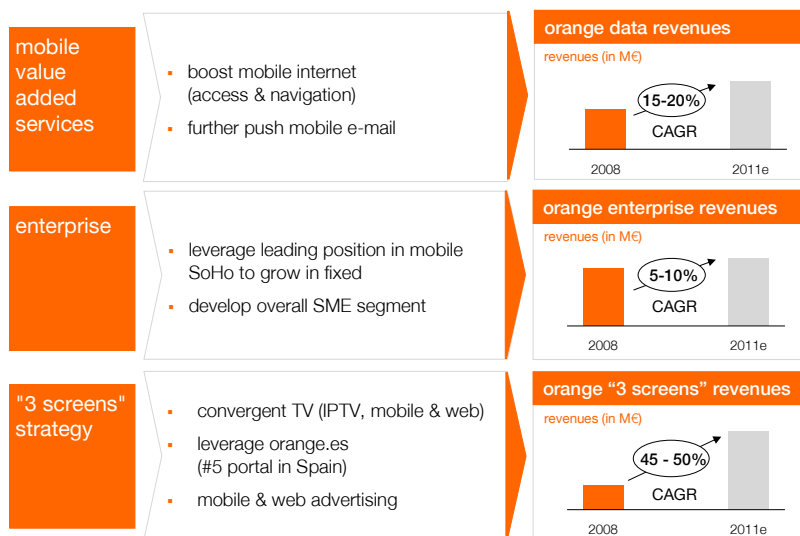 mobile
value
added
services
▪ boost mobile internet
(access & navigation)
▪ further push mobile e-mail
orange data revenues
revenues (in M€)
15-20%
CAGR
2008 2011e
enterprise
▪ leverage leading position in mobile
SoHo to grow in fixed
▪ develop overall SME segment
orange enterprise revenues
revenues (in M€)
5-10%
CAGR
2008 2011e
"3 screens"
strategy
▪ convergent TV (IPTV, mobile & web)
▪ leverage orange.es
(#5 portal in Spain)
▪ mobile & web advertising
orange “3 screens” revenues
revenues (in M€)
45 - 50%
CAGR
2008 2011e